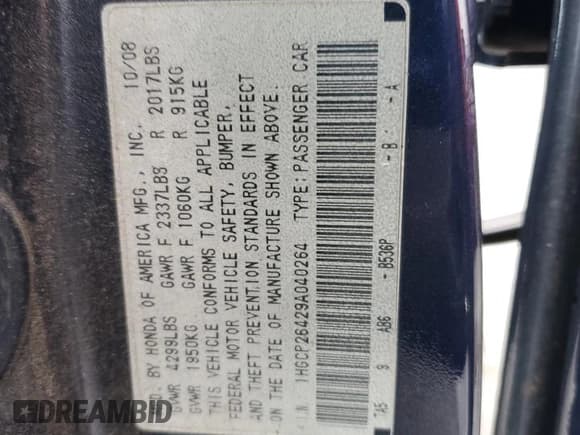 D. BY HONDA OF AMERICA MFG., INC. 10/08
GVWR 4299LBS GAWR F 2337LBS R 2017LBS
GVWR 1950KG GAWR F 1060KG R 915KG
THIS VEHICLE CONFORMS TO ALL APPLICABLE
FEDERAL MOTOR VEHICLE SAFETY, BUMPER,
AND THEFT PREVENTION STANDARDS IN EFFECT
ON THE DATE OF MANUFACTURE SHOWN ABOVE.
1HGCP26429A040264 TYPE:PASSENGER CAR
TA5 9 AB6 -B536P -B -A
DREAMBID